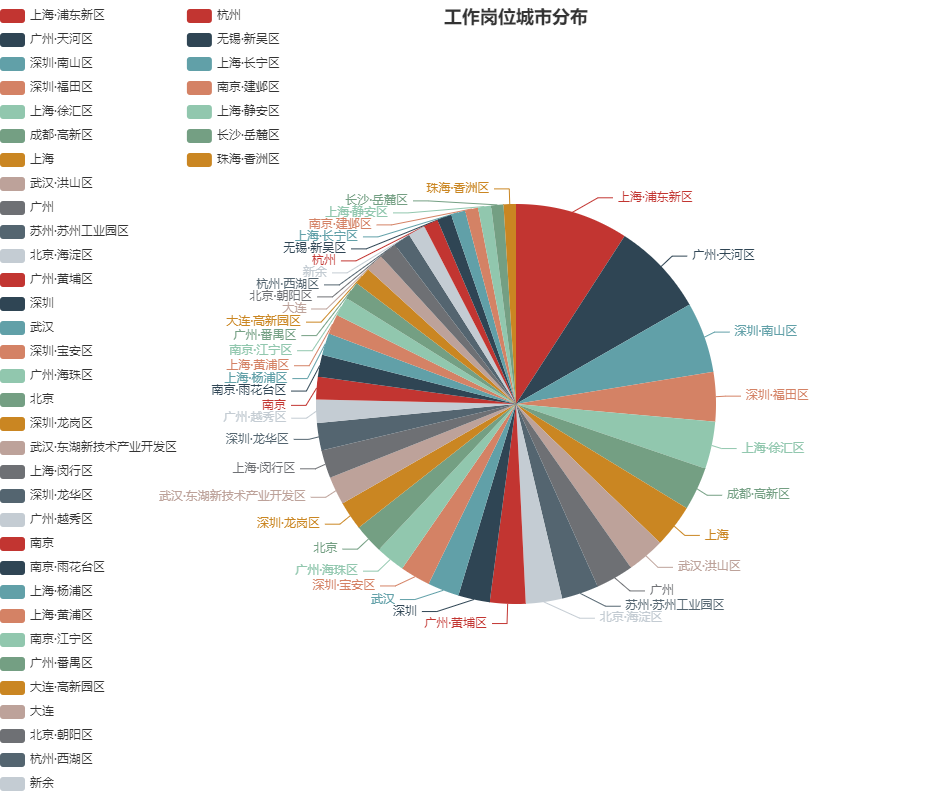 工作岗位城市分布
上海·浦东新区
广州·天河区
深圳·南山区
深圳·福田区
上海·徐汇区
成都·高新区
上海
武汉·洪山区
广州
苏州·苏州工业园区
北京·海淀区
广州·黄埔区
深圳
武汉
深圳·宝安区
广州·海珠区
北京
深圳·龙岗区
武汉·东湖新技术产业开发区
上海·闵行区
深圳·龙华区
广州·越秀区
南京
南京·雨花台区
上海·杨浦区
上海·黄浦区
南京·江宁区
广州·番禺区
大连·高新园区
大连
北京·朝阳区
杭州·西湖区
新余
杭州
无锡·新吴区
上海·长宁区
南京·建邺区
上海·静安区
长沙·岳麓区
珠海·香洲区
上海·浦东新区
广州·天河区
深圳·南山区
深圳·福田区
上海·徐汇区
成都·高新区
上海
武汉·洪山区
广州
苏州·苏州工业园区
北京·海淀区
广州·黄埔区
深圳
武汉
深圳·宝安区
广州·海珠区
北京
深圳·龙岗区
武汉·东湖新技术产业开发区
上海·闵行区
深圳·龙华区
广州·越秀区
南京
南京·雨花台区
上海·杨浦区
上海·黄浦区
南京·江宁区
广州·番禺区
大连·高新园区
大连
北京·朝阳区
杭州·西湖区
新余
杭州
无锡·新吴区
上海·长宁区
南京·建邺区
上海·静安区
长沙·岳麓区
珠海·香洲区